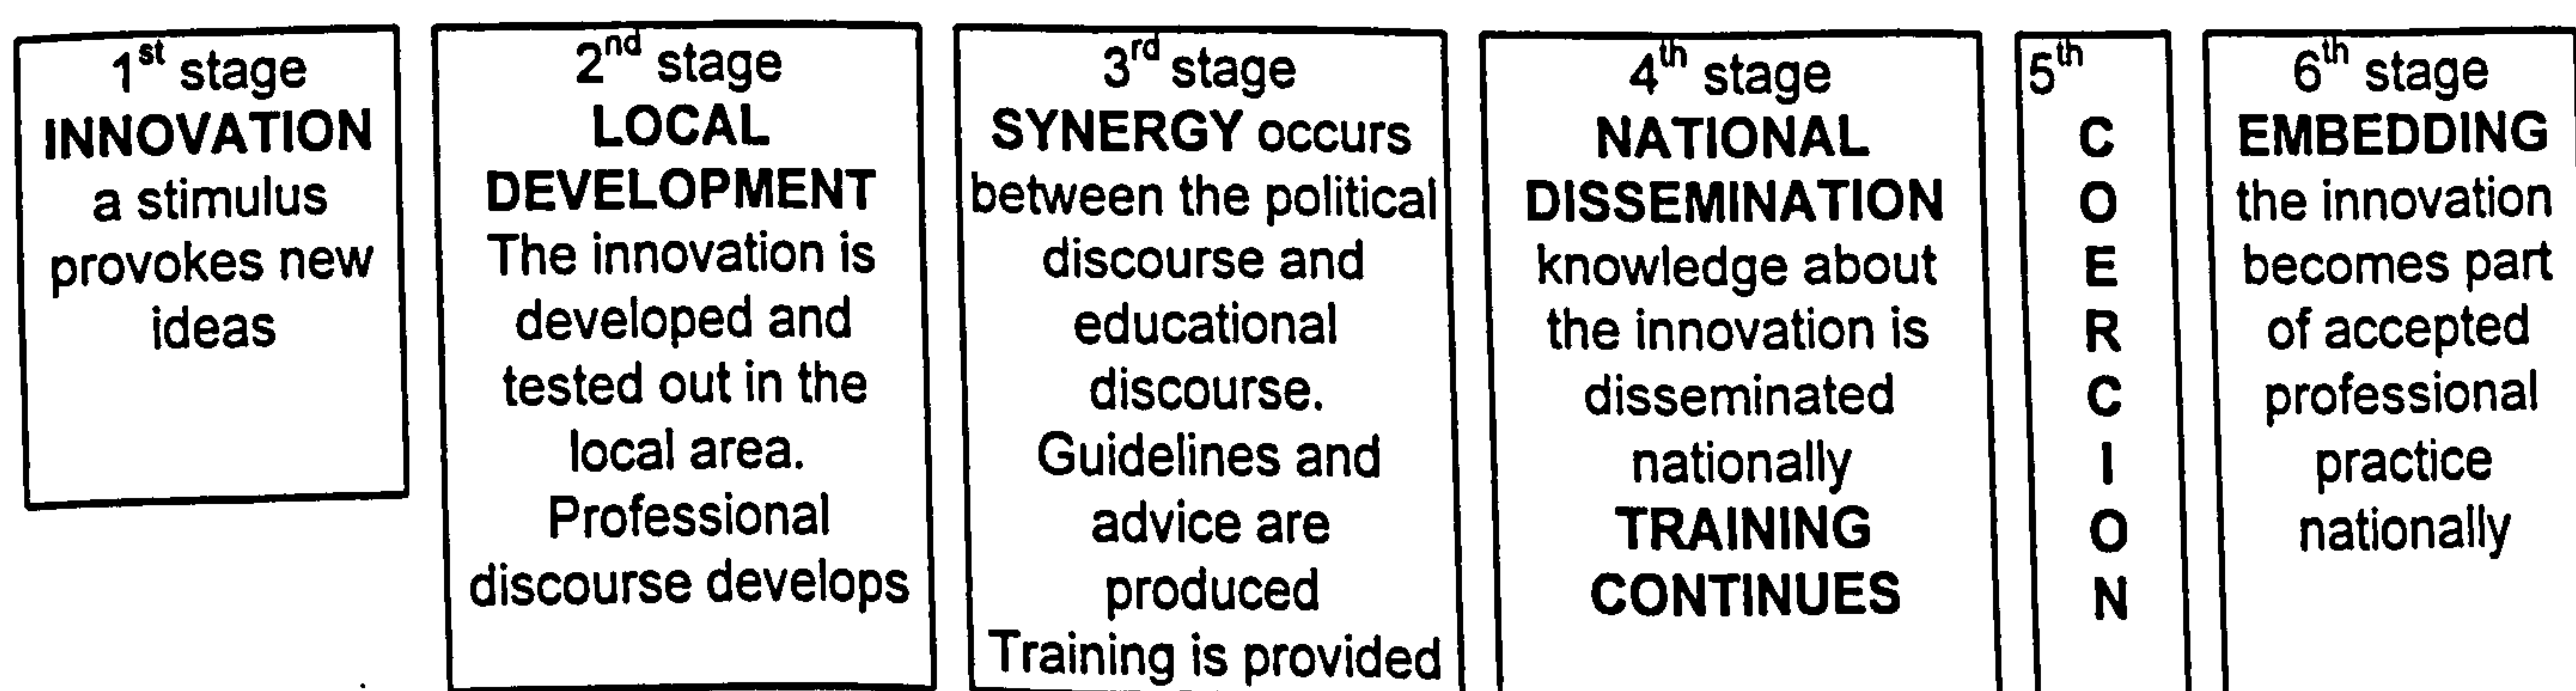 1st stage
INNOVATION
a stimulus
provokes new
ideas
2nd stage
LOCAL
DEVELOPMENT
The innovation is
developed and
tested out in the
local area.
Professional
discourse develops
3rd stage
SYNERGY occurs
between the political
discourse and
educational
discourse.
Guidelines and
advice are
produced
Training is provided
4th stage
NATIONAL
DISSEMINATION
knowledge about
the innovation is
disseminated
nationally
TRAINING
CONTINUES
5th
C
O
E
R
C
I
O
N
6th stage
EMBEDDING
the innovation
becomes part
of accepted
professional
practice
nationally